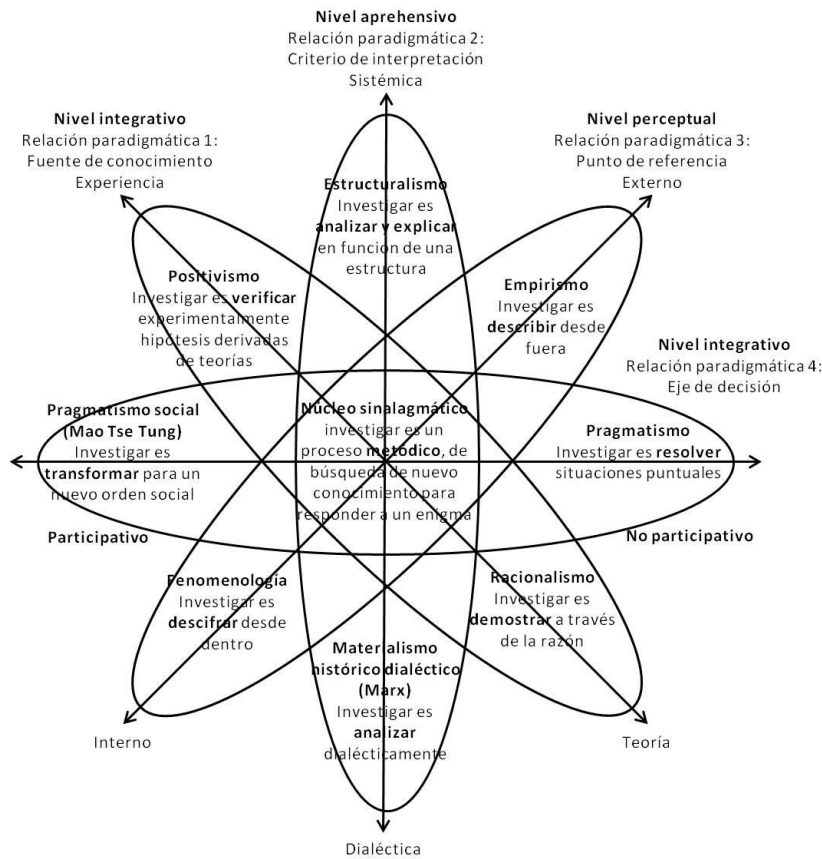 Nivel aprehensivo
Relación paradigmática 2:
Criterio de interpretación
Sistémica
Nivel integrativo
Relación paradigmática 1:
Fuente de conocimiento
Experiencia
Nivel perceptual
Relación paradigmática 3:
Punto de referencia
Externo
Estructuralismo
Investigar es
analizar y explicar
en función de una
estructura
Positivismo
Investigar es verificar
experimentalmente
hipótesis derivadas
de teorías
Empirismo
Investigar es
describir desde
fuera
Nivel integrativo
Relación paradigmática 4:
Eje de decisión
Pragmatismo social
(Mao Tse Tung)
Investigar es
transformar para un
nuevo orden social
Núcleo sinalagmático
investigar es un
proceso metódico, de
búsqueda de nuevo
conocimiento para
responder a un enigma
Pragmatismo
Investigar es resolver
situaciones puntuales
Participativo
No participativo
Fenomenología
Investigar es
descifrar desde
dentro
Racionalismo
Investigar es
demostrar a través
de la razón
Materialismo
histórico dialéctico
(Marx)
Investigar es
analizar
dialécticamente
Interno
Teoría
Dialéctica